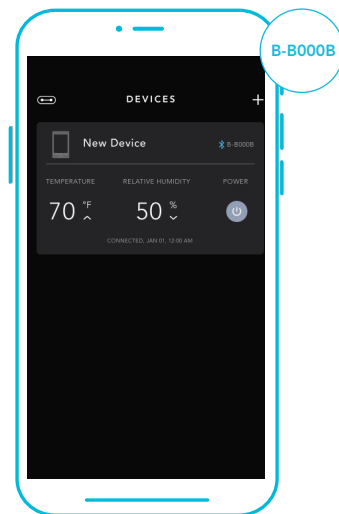 B-B000B
DEVICES
New Device B-B000B
TEMPERATURE RELATIVE HUMIDITY POWER
70 °F 50 %
CONNECTED, JAN 01, 12:00 AM